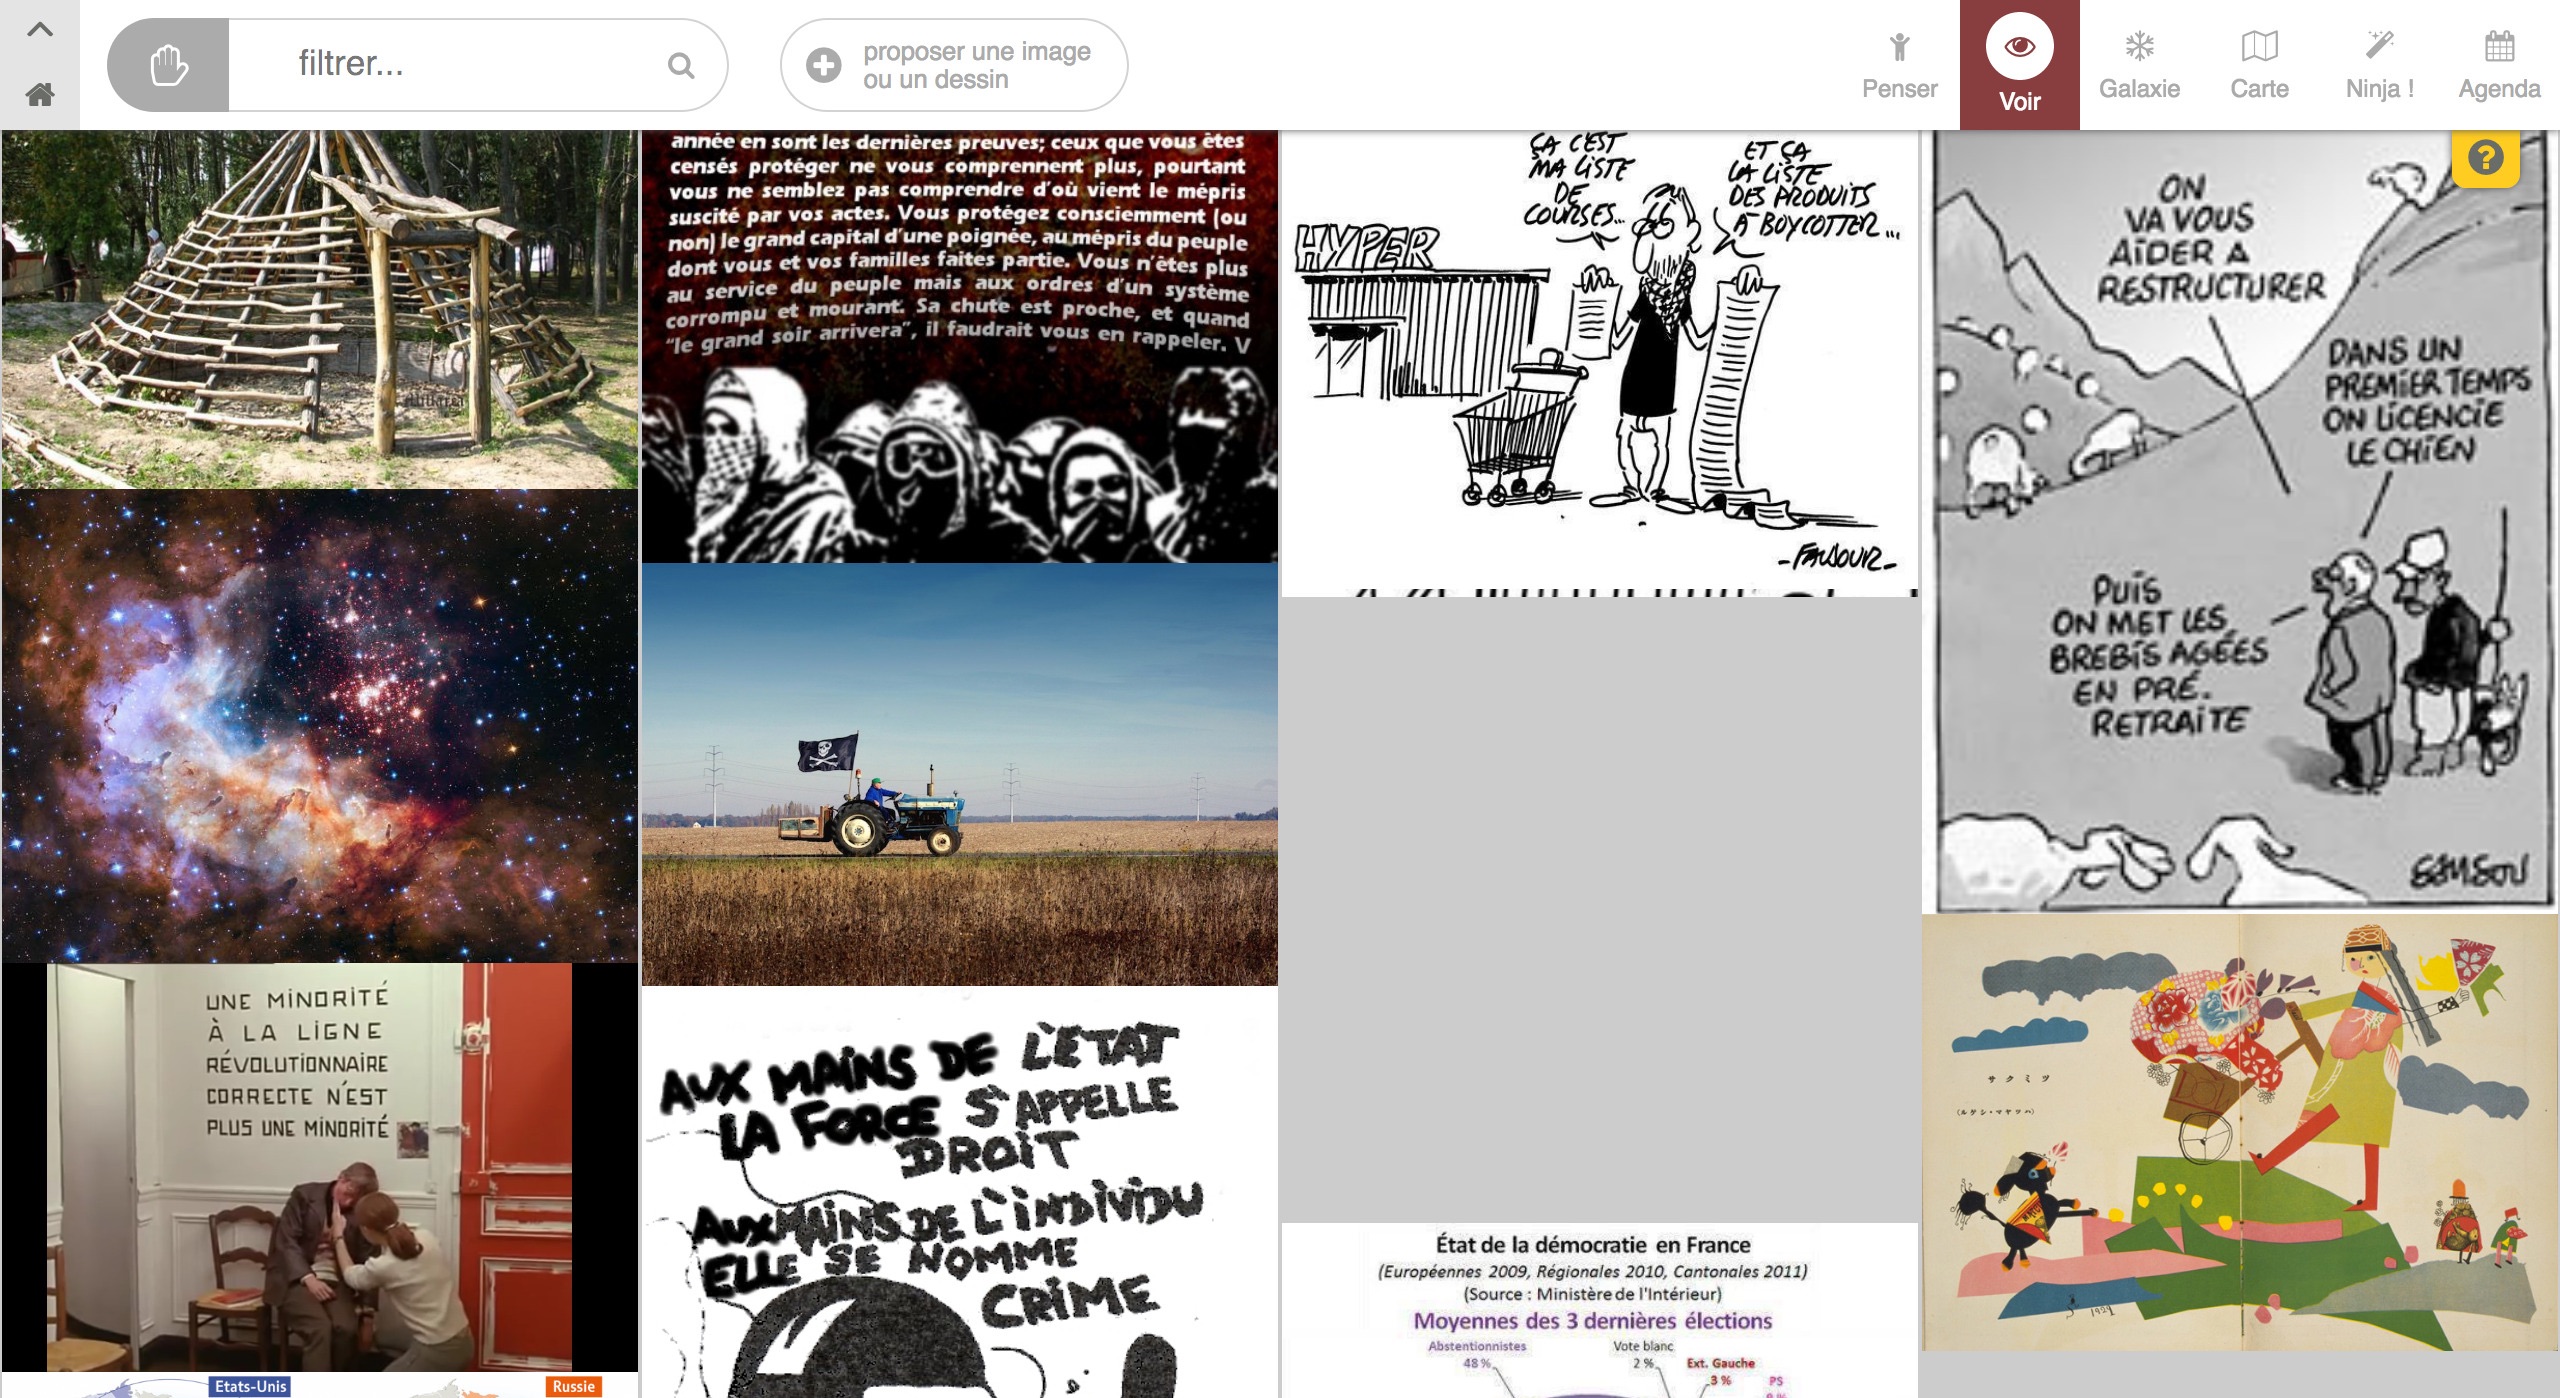 filtrer...
proposer une image
ou un dessin
Penser
Voir
Galaxie
Carte
Ninja !
Agenda
?
année en sont les dernières preuves; ceux que vous êtes
censés protéger ne vous comprennent plus, pourtant
vous ne semblez pas comprendre d'où vient le mépris
suscité par vos actes. Vous protégez consciemment (ou
non) le grand capital d'une poignée, au mépris du peuple
dont vous et vos familles faites partie. Vous n'êtes plus
au service du peuple mais aux ordres d'un système
corrompu et mourant. Sa chute est proche, et quand
"le grand soir arrivera", il faudrait vous en rappeler. V
ÇA C'EST
MA LISTE
DE
COURSES...
ET ÇA
LA LISTE
DES PRODUITS
À BOYCOTTER...
HYPER
ON
VA VOUS
AIDER A
RESTRUCTURER
DANS UN
PREMIER TEMPS
ON LICENCIE
LE CHIEN
PUIS
ON MET LES
BREBIS AGÉES
EN PRÉ.
RETRAITE
SAMSON
UNE MINORITÉ
À LA LIGNE
RÉVOLUTIONNAIRE
CORRECTE N'EST
PLUS UNE MINORITÉ
AUX MAINS DE L'ÉTAT
LA FORCE S'APPELLE
DROIT
AUX MAINS DE L'INDIVIDU
ELLE SE NOMME
CRIME
サクミツ
1929
État de la démocratie en France
(Européennes 2009, Régionales 2010, Cantonales 2011)
(Source : Ministère de l'Intérieur)
Moyennes des 3 dernières élections
Abstentionnistes
48 %
Vote blanc
2 %
Ext. Gauche
3 %
PS
Etats-Unis
Russie